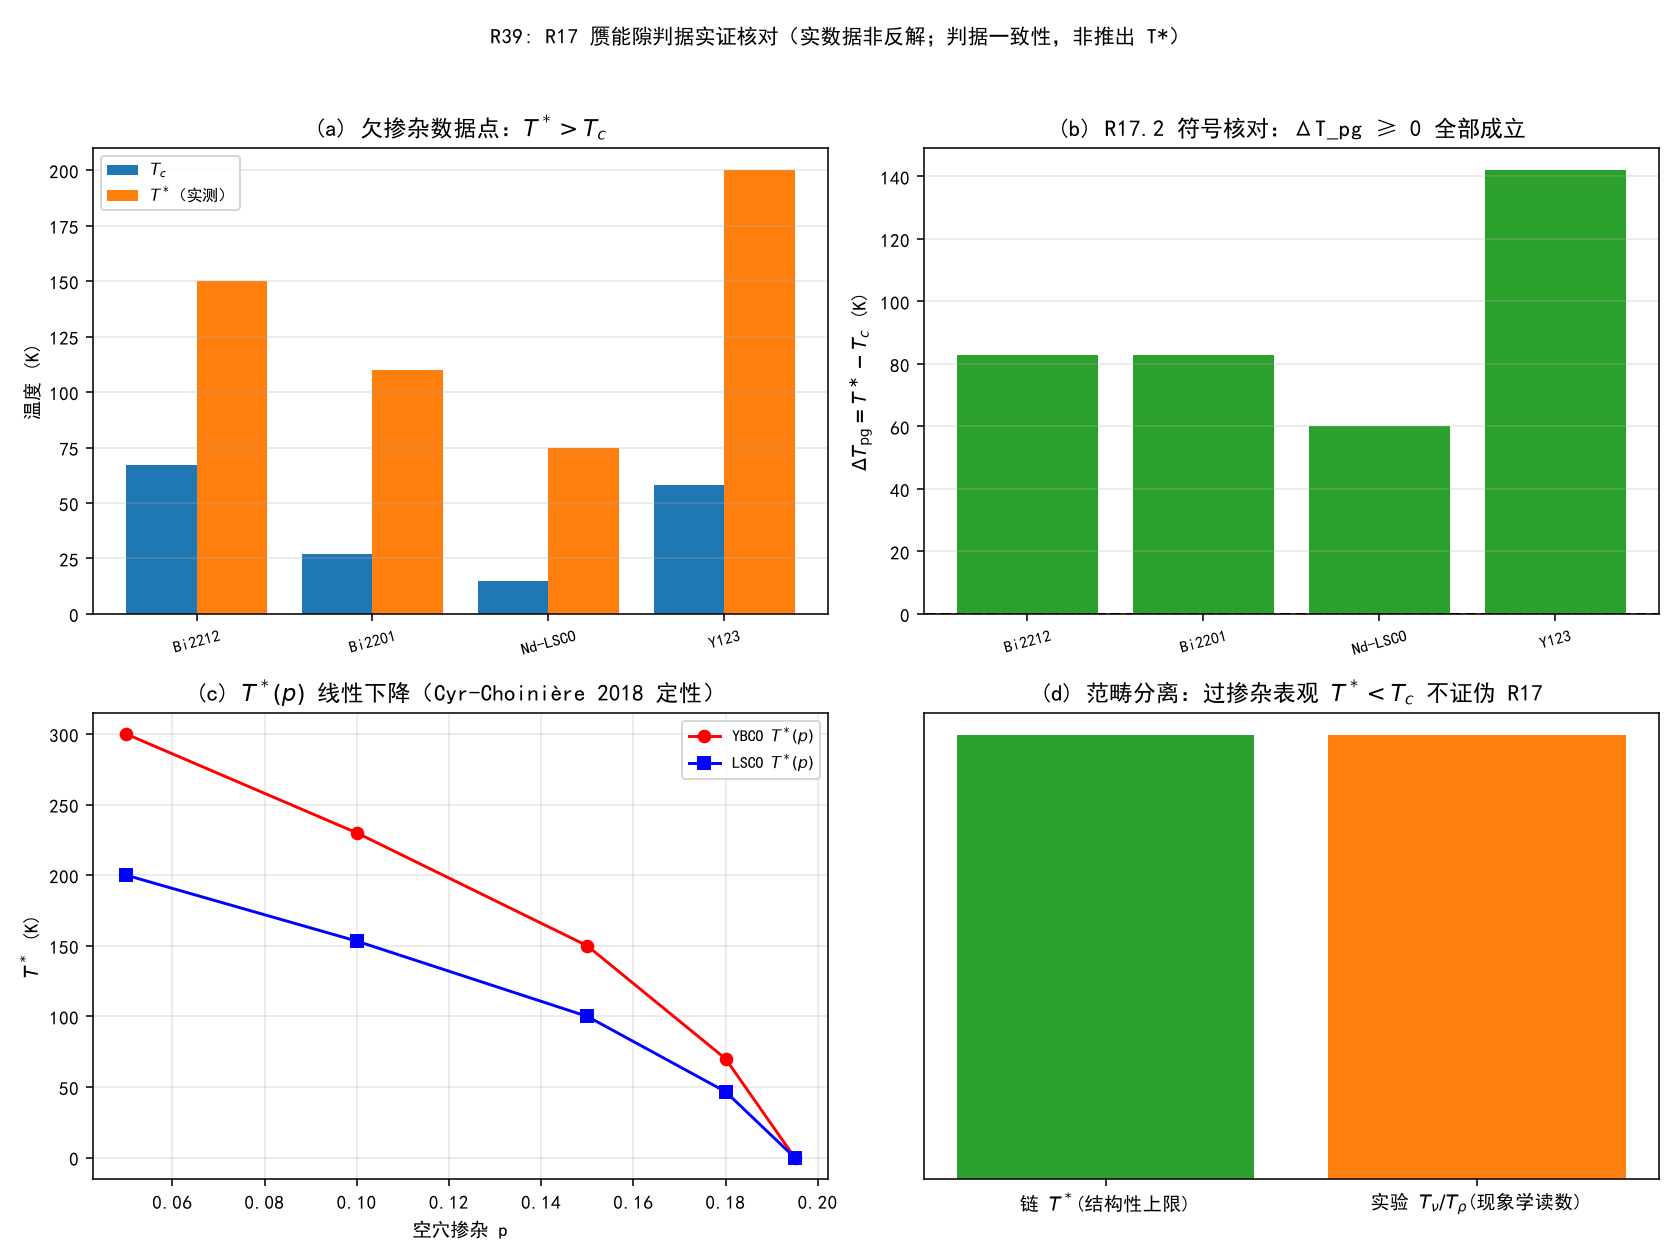 R39: R17 赝能隙判据实证核对（实数据非反解；判据一致性，非推出 T*）
(a) 欠掺杂数据点：T* > Tc
Tc
T*（实测）
温度 (K)
200
175
150
125
100
75
50
25
0
Bi2212
Bi2201
Nd-LSCO
Y123
(b) R17.2 符号核对：ΔT_pg ≥ 0 全部成立
ΔTpg = T* − Tc (K)
140
120
100
80
60
40
20
0
Bi2212
Bi2201
Nd-LSCO
Y123
(c) T*(p) 线性下降（Cyr-Choinière 2018 定性）
YBCO T*(p)
LSCO T*(p)
T* (K)
300
250
200
150
100
50
0
0.06
0.08
0.10
0.12
0.14
0.16
0.18
0.20
空穴掺杂 p
(d) 范畴分离：过掺杂表观 T* < Tc 不证伪 R17
链 T*(结构性上限)
实验 Tν/Tρ(现象学读数)